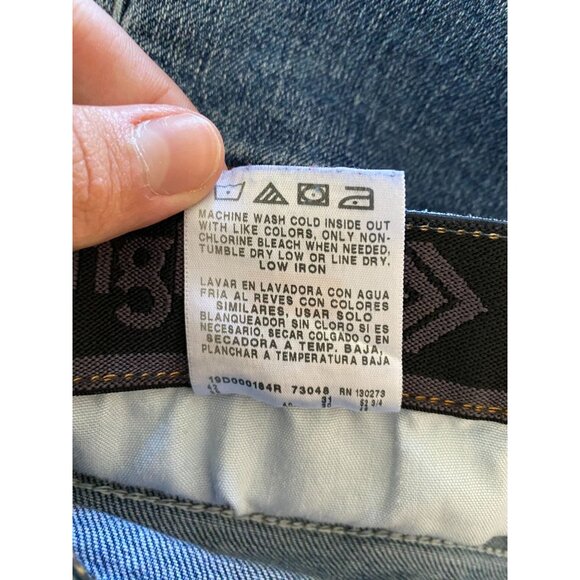 MACHINE WASH COLD INSIDE OUT
WITH LIKE COLORS, ONLY NON-
CHLORINE BLEACH WHEN NEEDED.
TUMBLE DRY LOW OR LINE DRY.
LOW IRON
LAVAR EN LAVADORA CON AGUA
FRIA AL REVES CON COLORES
SIMILARES, USAR SOLO
BLANQUEADOR SIN CLORO SI ES
NECESARIO, SECAR COLGADO O EN
SECADORA A TEMP. BAJA,
PLANCHAR A TEMPERATURA BAJA
19D000184R 73048 RN 130273